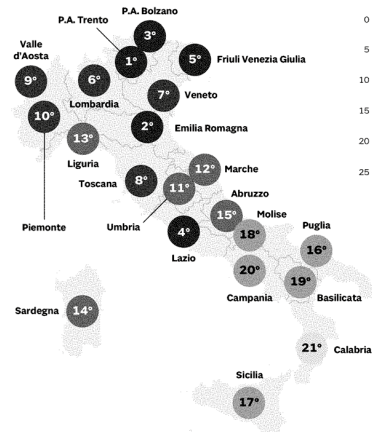 P.A. Bolzano
P.A. Trento
3°
0
Valle
d'Aosta
1°
5°
Friuli Venezia Giulia
5
9°
6°
7°
Veneto
10
Lombardia
10°
2°
Emilia Romagna
15
13°
Liguria
12°
Marche
20
Toscana
8°
11°
Abruzzo
25
15°
Molise
Piemonte
Umbria
4°
18°
Puglia
Lazio
16°
20°
19°
Campania
Basilicata
Sardegna
14°
21°
Calabria
Sicilia
17°